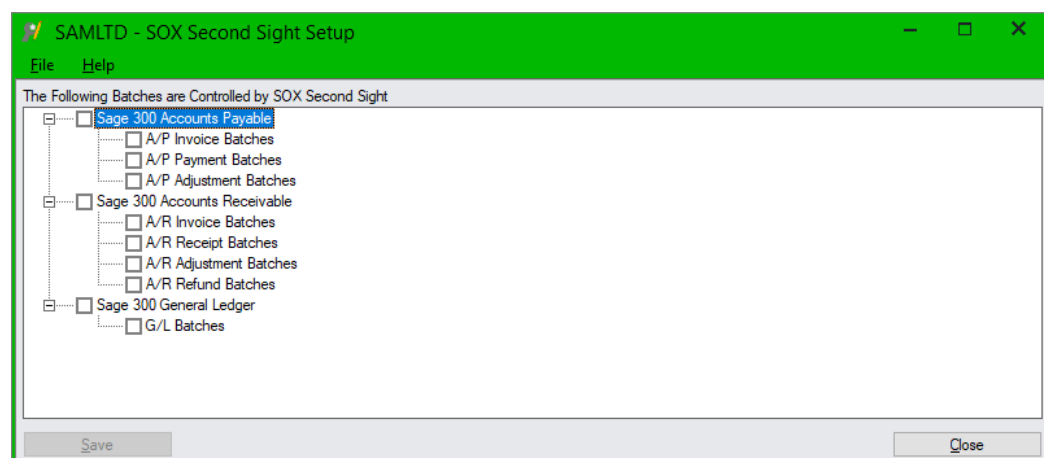 SAMLTD - SOX Second Sight Setup
File Help
The Following Batches are Controlled by SOX Second Sight
Sage 300 Accounts Payable
A/P Invoice Batches
A/P Payment Batches
A/P Adjustment Batches
Sage 300 Accounts Receivable
A/R Invoice Batches
A/R Receipt Batches
A/R Adjustment Batches
A/R Refund Batches
Sage 300 General Ledger
G/L Batches
Save Close